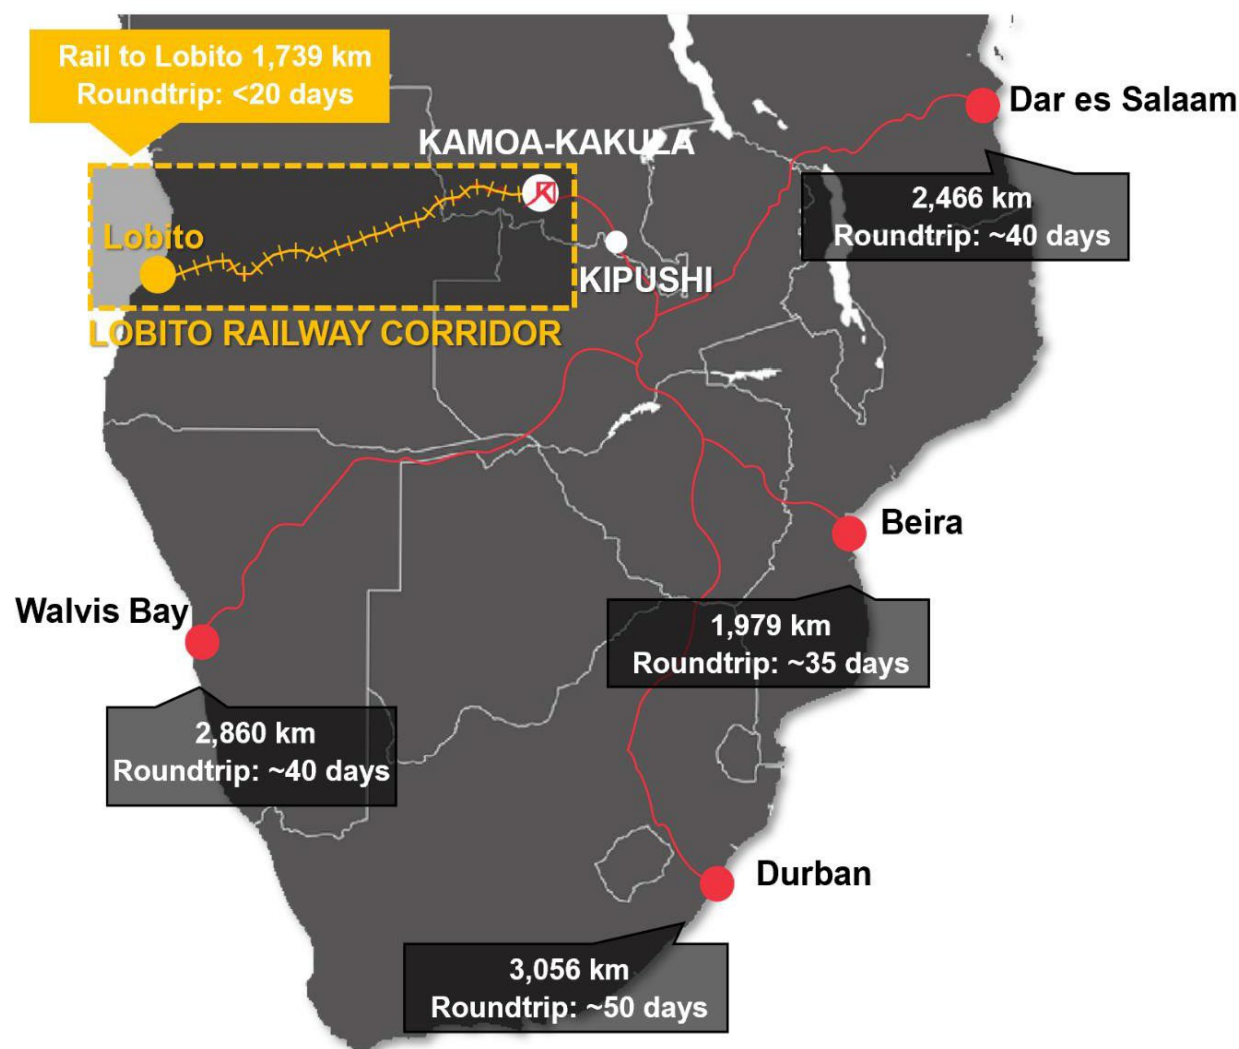 Rail to Lobito 1,739 km
Roundtrip: <20 days
Dar es Salaam
KAMOA-KAKULA
2,466 km
Roundtrip: ~40 days
Lobito
KIPUSHI
LOBITO RAILWAY CORRIDOR
Beira
Walvis Bay
1,979 km
Roundtrip: ~35 days
2,860 km
Roundtrip: ~40 days
Durban
3,056 km
Roundtrip: ~50 days